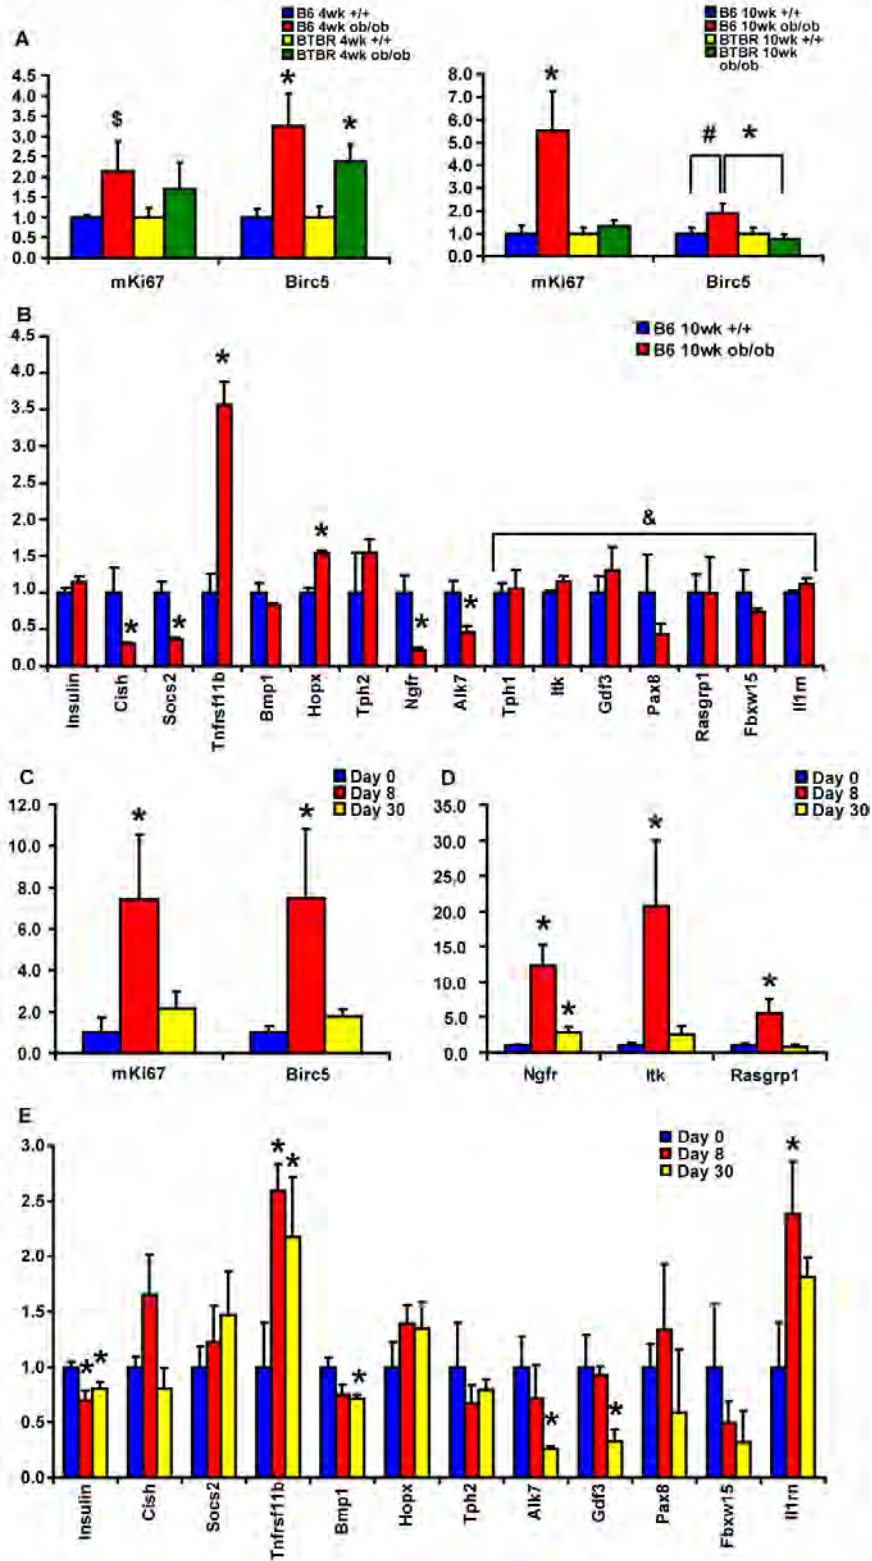 A
B6 4wk +/+
B6 4wk ob/ob
BTBR 4wk +/+
BTBR 4wk ob/ob
4.5
4.0
3.5
3.0
2.5
2.0
1.5
1.0
0.5
0.0
$
*
*
mKi67
Birc5
B6 10wk +/+
B6 10wk ob/ob
BTBR 10wk +/+
BTBR 10wk
ob/ob
8.0
7.0
6.0
5.0
4.0
3.0
2.0
1.0
0.0
*
#
*
mKi67
Birc5
B
B6 10wk +/+
B6 10wk ob/ob
4.5
4.0
3.5
3.0
2.5
2.0
1.5
1.0
0.5
0.0
*
*
*
*
*
*
&
Insulin
Cish
Socs2
Tnfrsf11b
Bmp1
Hopx
Tph2
Ngfr
Alk7
Tph1
Itk
Gdf3
Pax8
Rasgrp1
Fbxw15
Il1rn
C
Day 0
Day 8
Day 30
12.0
10.0
8.0
6.0
4.0
2.0
0.0
*
*
mKi67
Birc5
D
Day 0
Day 8
Day 30
35.0
30.0
25.0
20.0
15.0
10.0
5.0
0.0
*
*
*
*
Ngfr
Itk
Rasgrp1
E
Day 0
Day 8
Day 30
3.0
2.5
2.0
1.5
1.0
0.5
0.0
*
*
*
*
*
*
*
*
Insulin
Cish
Socs2
Tnfrsf11b
Bmp1
Hopx
Tph2
Alk7
Gdf3
Pax8
Fbxw15
Il1rn